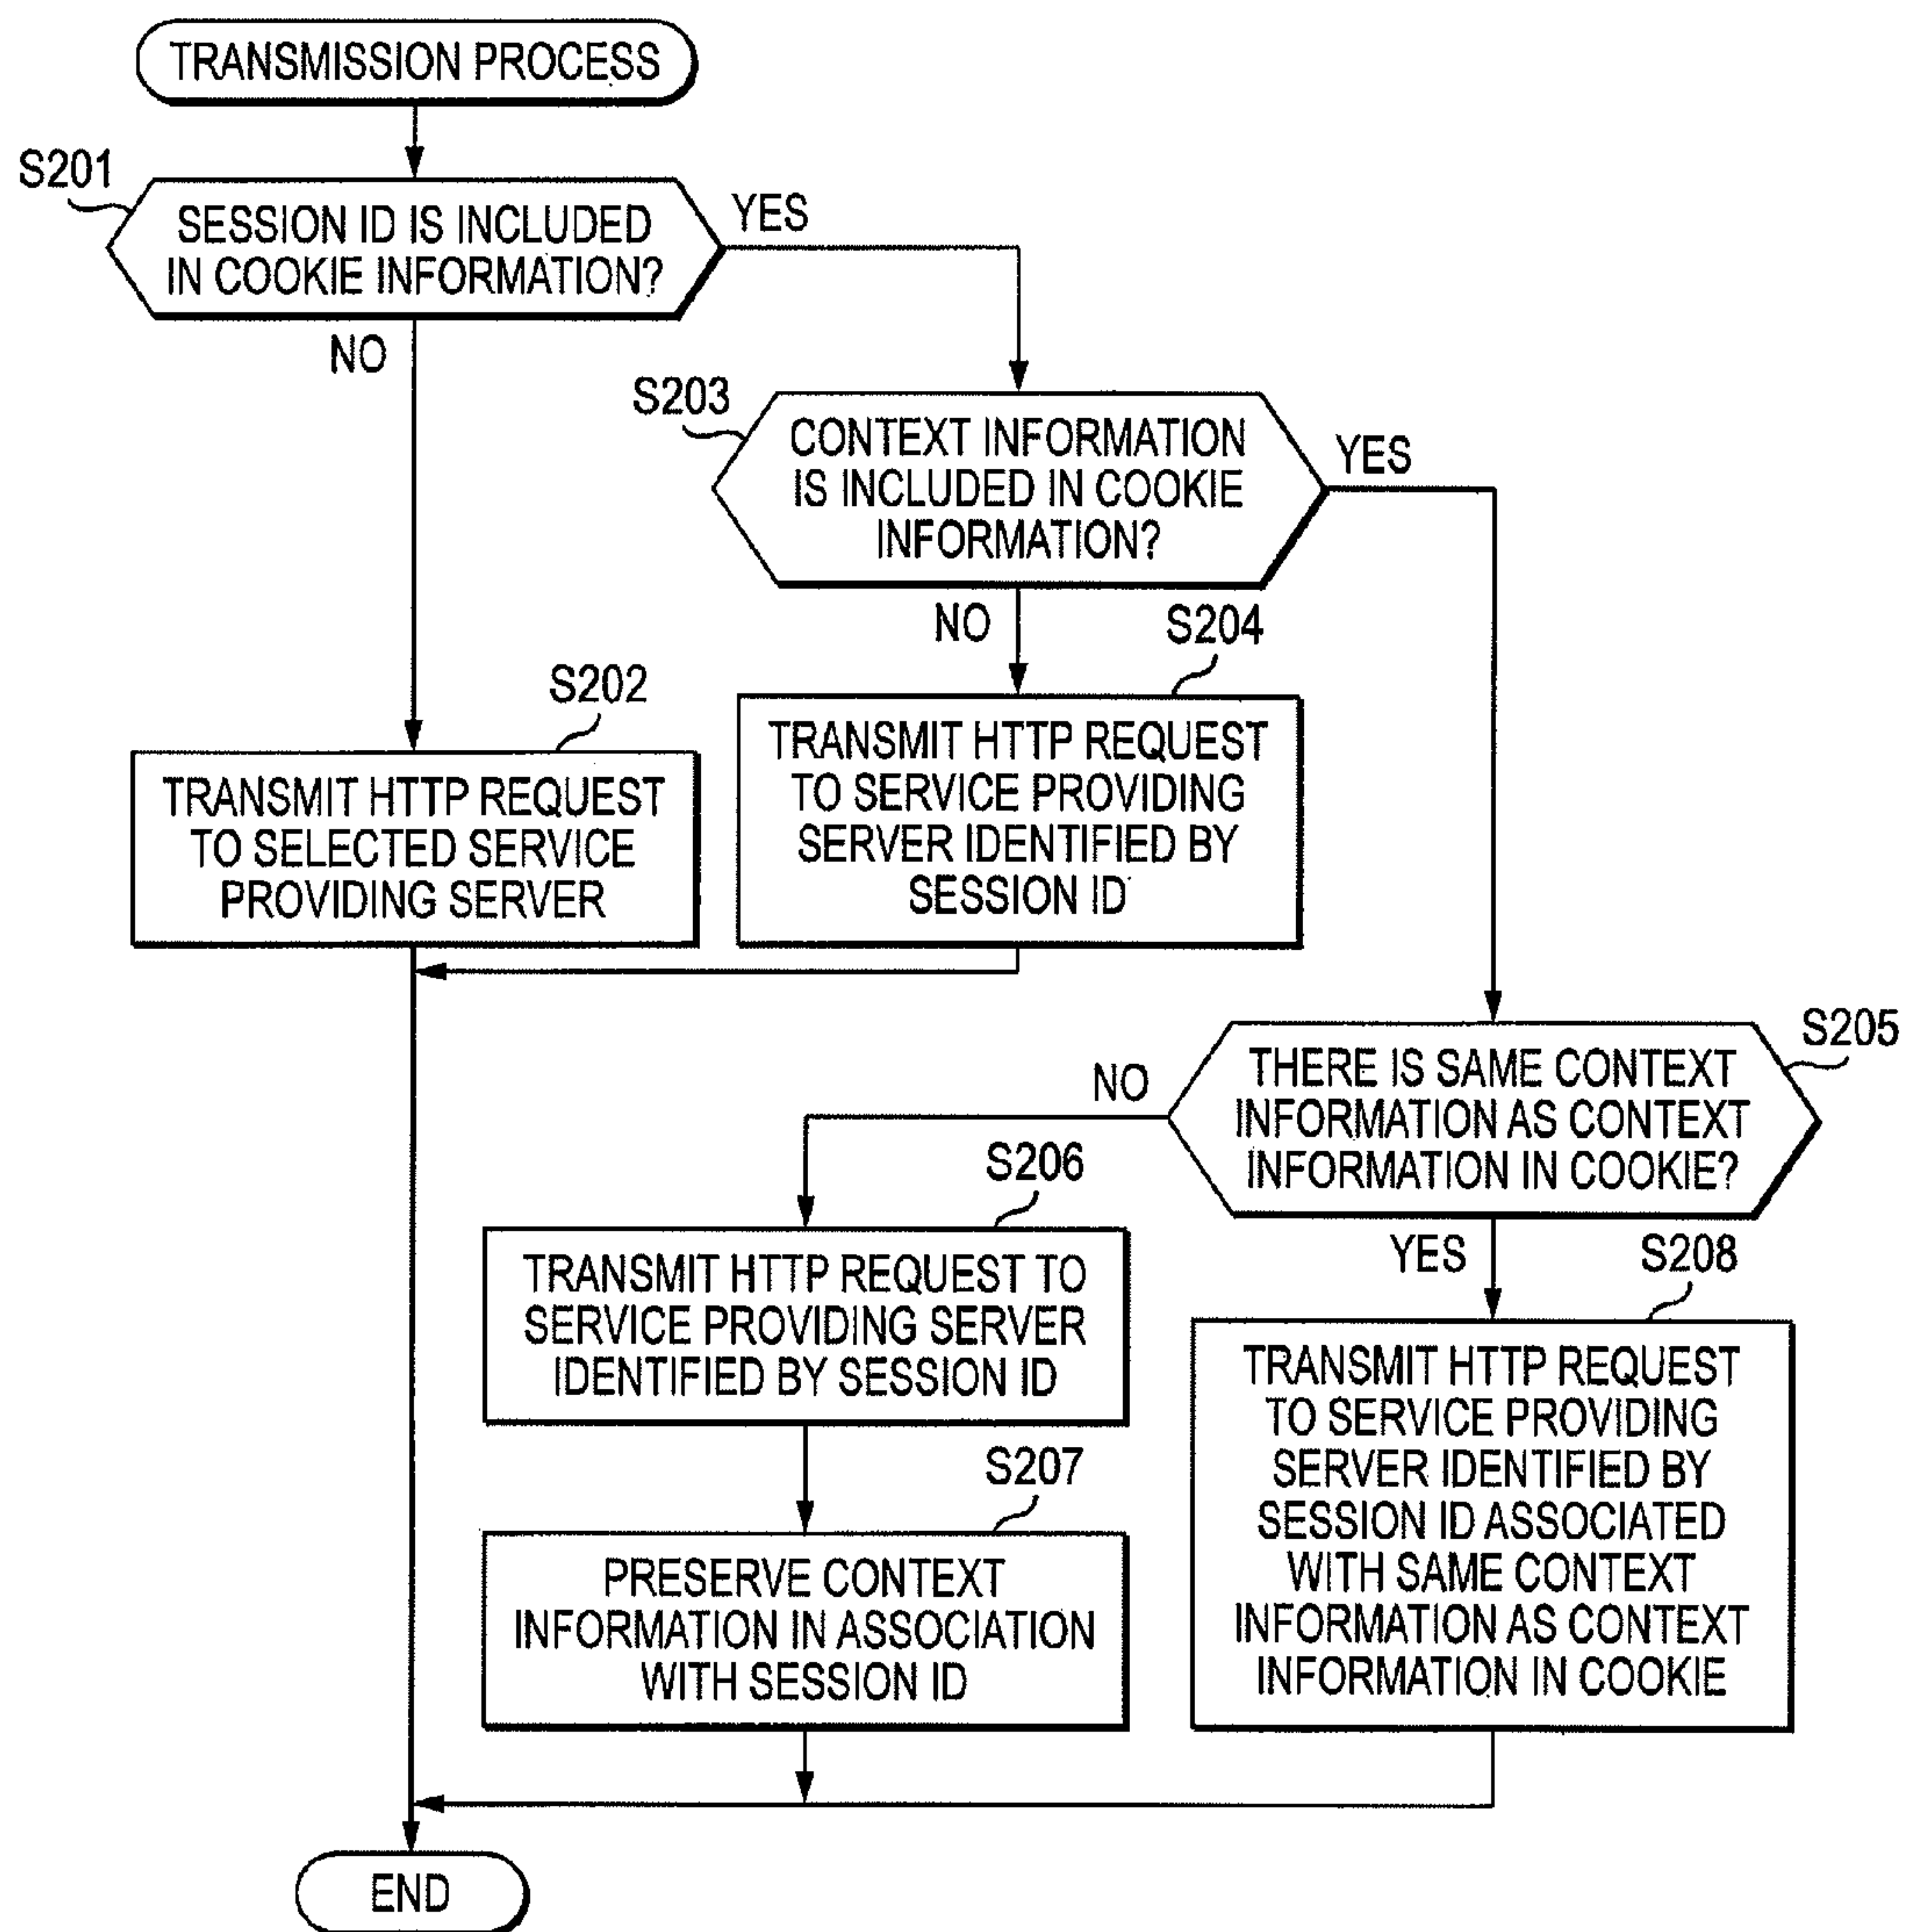 TRANSMISSION PROCESS
S201
SESSION ID IS INCLUDED
IN COOKIE INFORMATION?
YES
NO
S203
CONTEXT INFORMATION
IS INCLUDED IN COOKIE
INFORMATION?
YES
NO
S204
S202
TRANSMIT HTTP REQUEST
TO SELECTED SERVICE
PROVIDING SERVER
TRANSMIT HTTP REQUEST
TO SERVICE PROVIDING
SERVER IDENTIFIED BY
SESSION ID
S205
THERE IS SAME CONTEXT
INFORMATION AS CONTEXT
INFORMATION IN COOKIE?
NO
YES
S206
TRANSMIT HTTP REQUEST TO
SERVICE PROVIDING SERVER
IDENTIFIED BY SESSION ID
S207
PRESERVE CONTEXT
INFORMATION IN ASSOCIATION
WITH SESSION ID
S208
TRANSMIT HTTP REQUEST
TO SERVICE PROVIDING
SERVER IDENTIFIED BY
SESSION ID ASSOCIATED
WITH SAME CONTEXT
INFORMATION AS CONTEXT
INFORMATION IN COOKIE
END